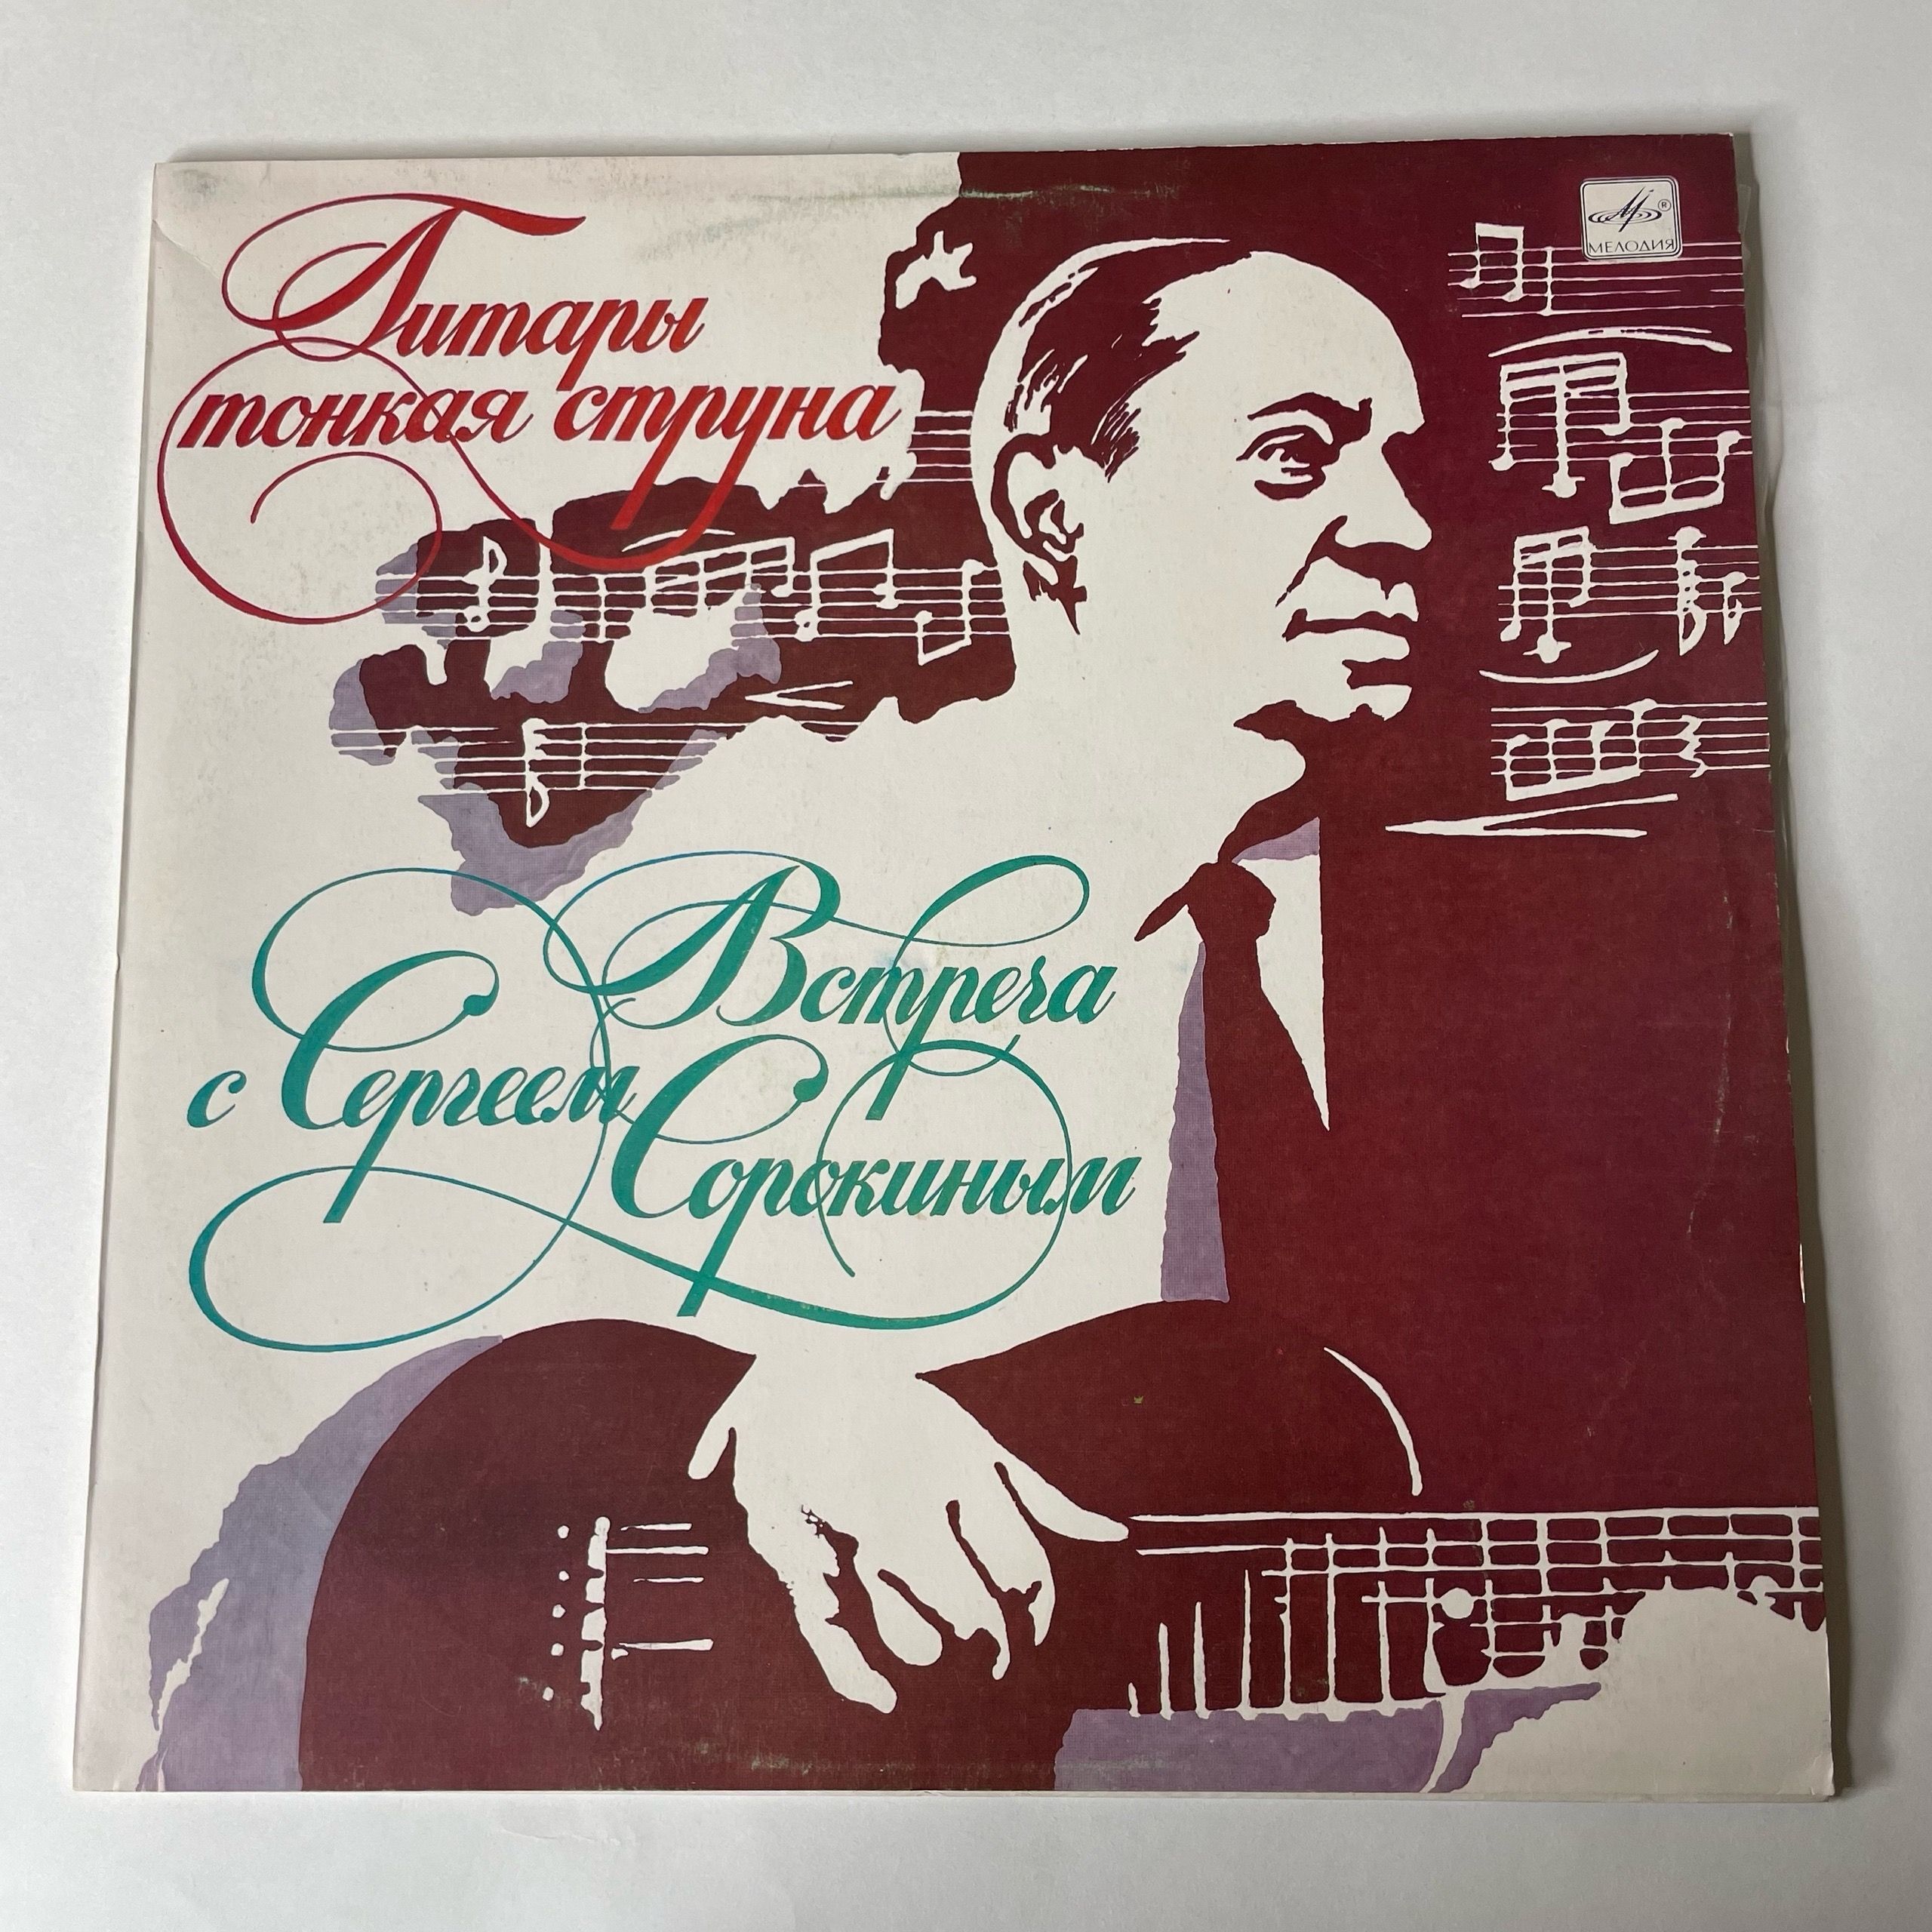 Гитары
тонкая струна
МЕЛОДИЯ
Встреча
с Сергеем
Сорокиным